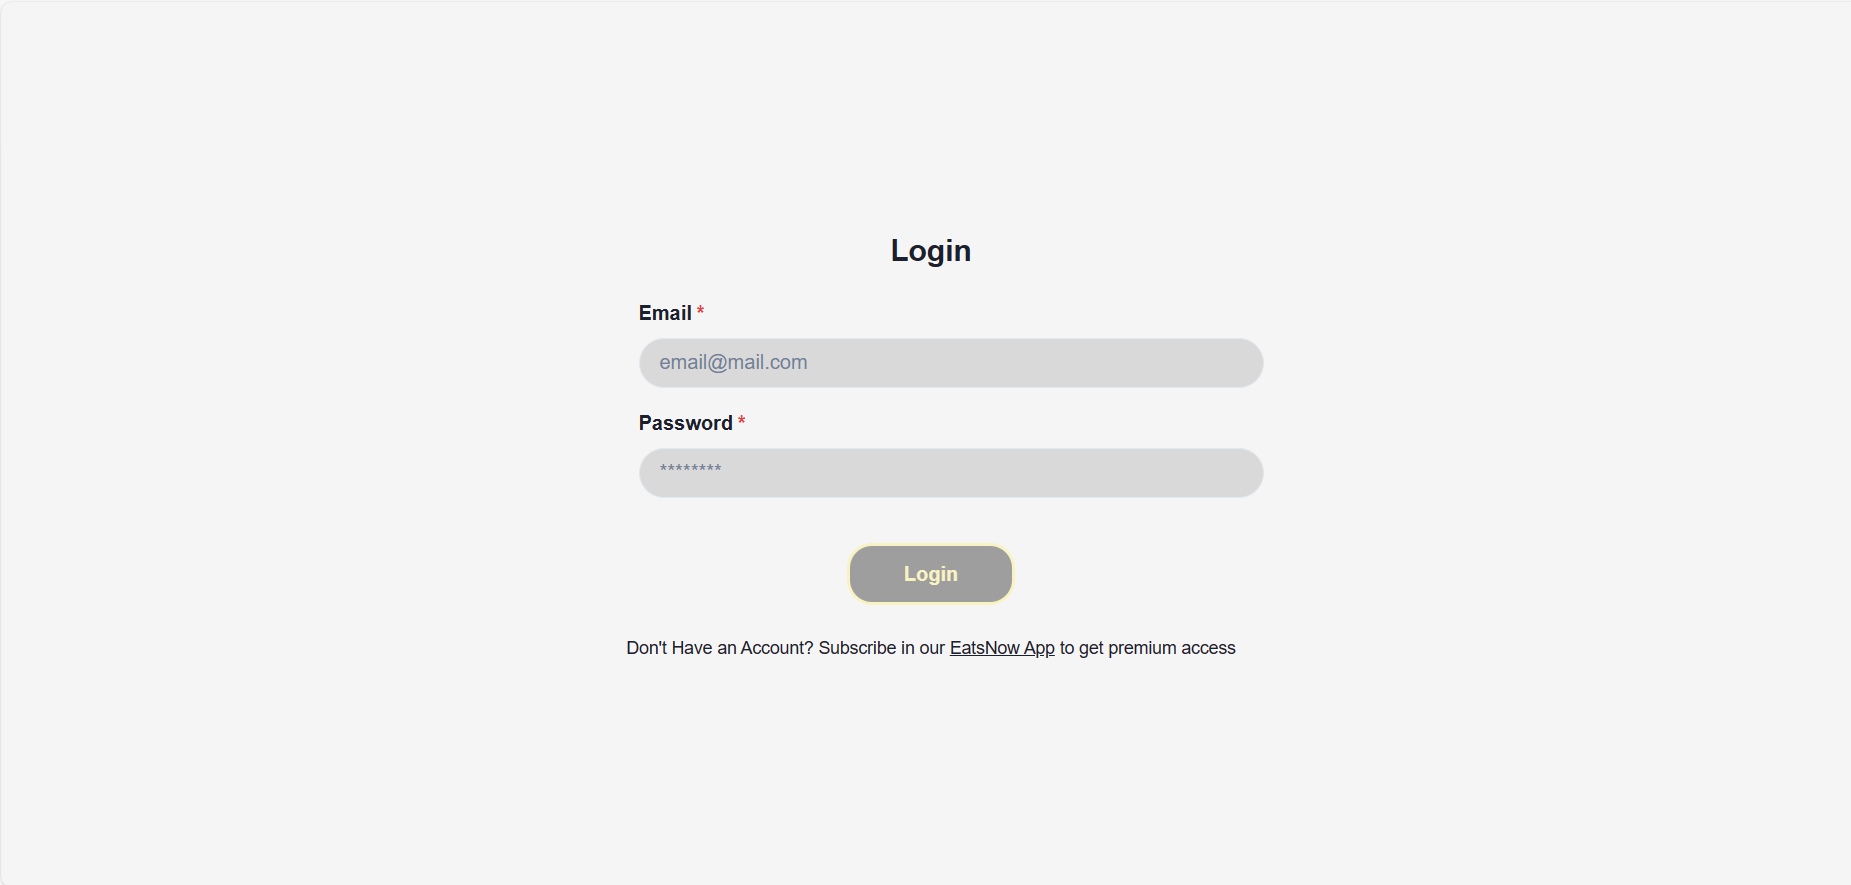 Login
Email *
email@mail.com
Password *
********
Login
Don't Have an Account? Subscribe in our EatsNow App to get premium access